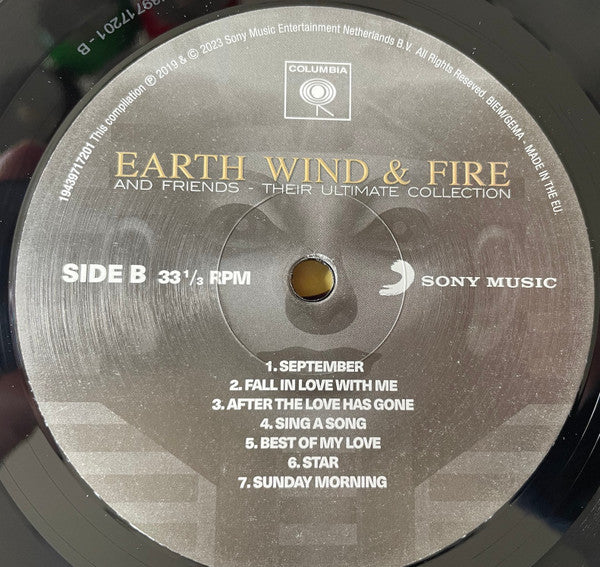 39717201 - B
19439717201 This compilation ℗ 2019 & © 2023 Sony Music Entertainment Netherlands B.V. All Rights Reserved. BIEM/GEMA - MADE IN THE EU.
COLUMBIA
EARTH WIND & FIRE
AND FRIENDS - THEIR ULTIMATE COLLECTION
SIDE B 33 1/3 RPM
SONY MUSIC
1. SEPTEMBER
2. FALL IN LOVE WITH ME
3. AFTER THE LOVE HAS GONE
4. SING A SONG
5. BEST OF MY LOVE
6. STAR
7. SUNDAY MORNING